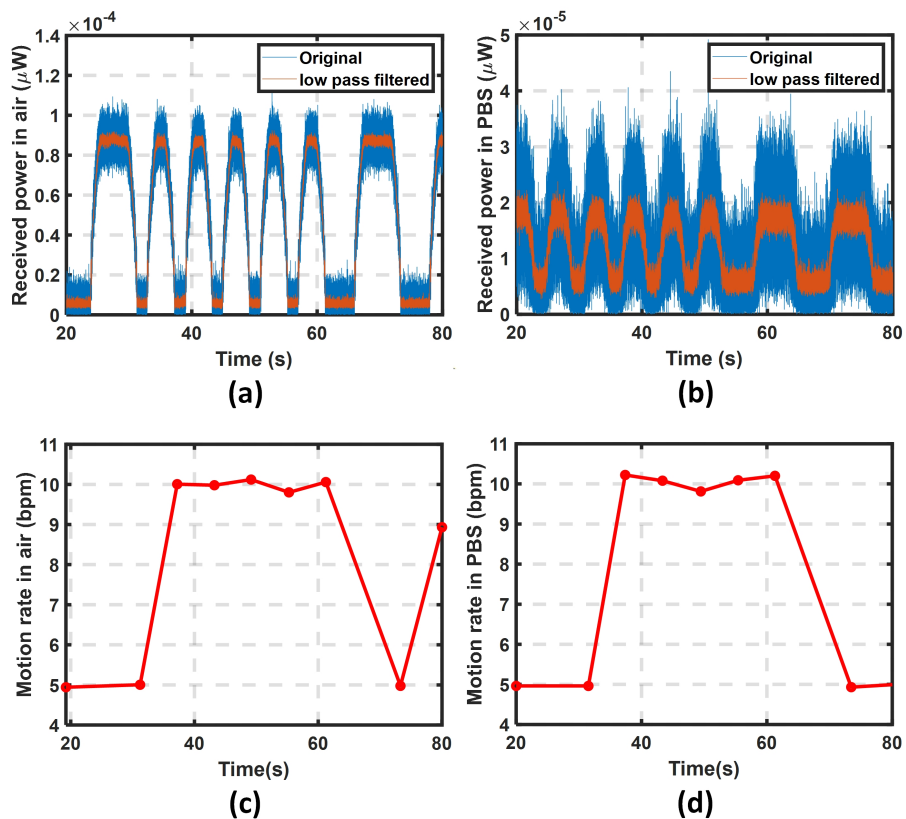 ×10⁻⁴
1.4
1.2
1
0.8
0.6
0.4
0.2
0
Received power in air (μW)
Original
low pass filtered
20 40 60 80
Time (s)
(a)
×10⁻⁵
5
4
3
2
1
0
Received power in PBS (μW)
Original
low pass filtered
20 40 60 80
Time (s)
(b)
11
10
9
8
7
6
5
4
Motion rate in air (bpm)
20 40 60 80
Time(s)
(c)
11
10
9
8
7
6
5
4
Motion rate in PBS (bpm)
20 40 60 80
Time(s)
(d)